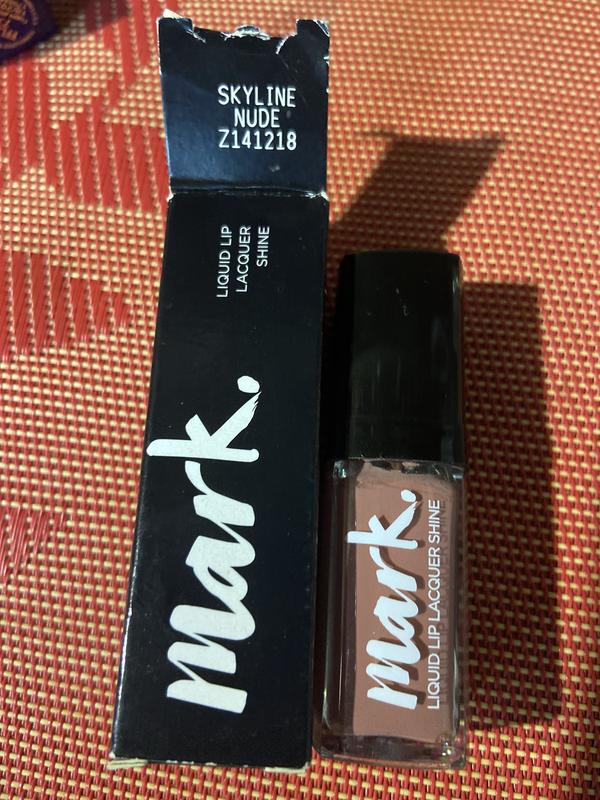 SKYLINE
NUDE
Z141218
LIQUID LIP
LACQUER
SHINE
mark.
mark.
LIQUID LIP LACQUER SHINE